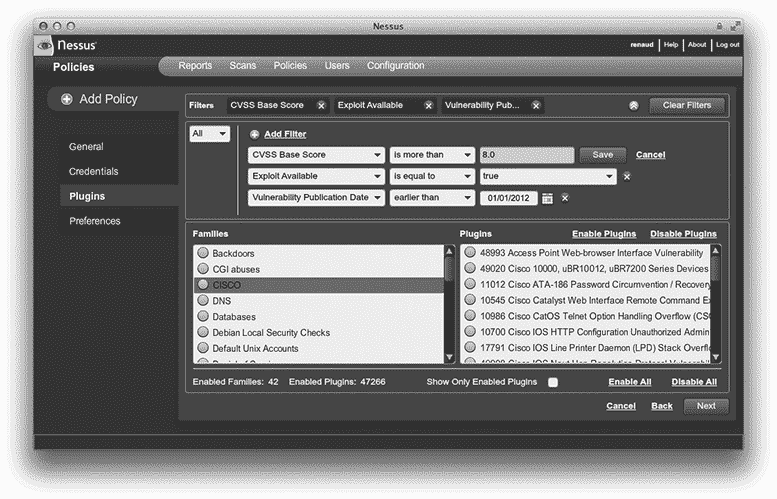 Nessus
Nessus
renaud Help About Log out
Policies
Reports Scans Policies Users Configuration
Add Policy
General
Credentials
Plugins
Preferences
Filters CVSS Base Score Exploit Available Vulnerability Pub... Clear Filters
All Add Filter
CVSS Base Score is more than 8.0 Save Cancel
Exploit Available is equal to true
Vulnerability Publication Date earlier than 01/01/2012
Families
Backdoors
CGI abuses
CISCO
DNS
Databases
Debian Local Security Checks
Default Unix Accounts
Plugins Enable Plugins Disable Plugins
48993 Access Point Web-browser Interface Vulnerability
49020 Cisco 10000, uBR10012, uBR7200 Series Devices
11012 Cisco ATA-186 Password Circumvention / Recovery
10545 Cisco Catalyst Web Interface Remote Command E
10986 Cisco CatOS Telnet Option Handling Overflow (CSC
10700 Cisco IOS HTTP Configuration Unauthorized Admin
17791 Cisco IOS Line Printer Daemon (LPD) Stack Overfl
Enabled Families: 42 Enabled Plugins: 47266 Show Only Enabled Plugins Enable All Disable All
Cancel Back Next